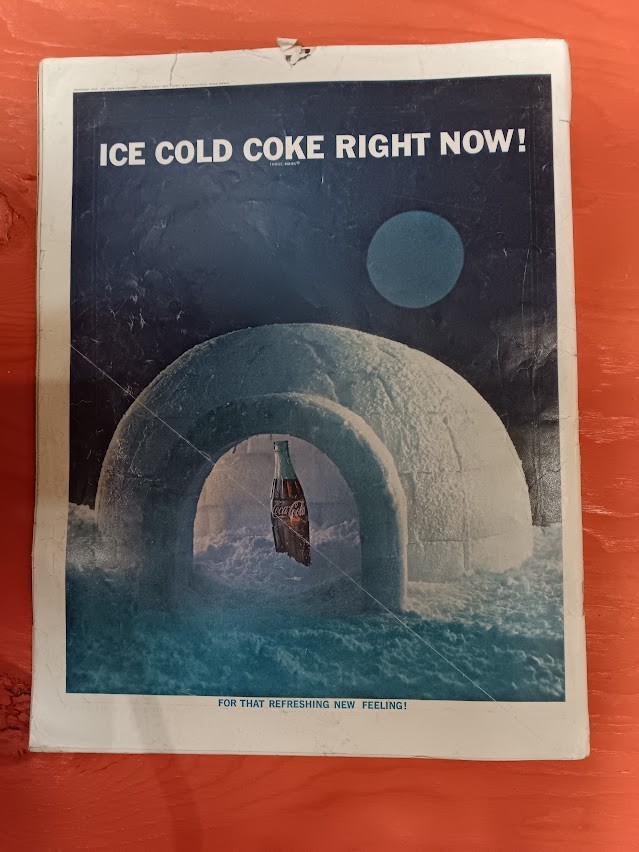 ICE COLD COKE RIGHT NOW!
Coca-Cola
FOR THAT REFRESHING NEW FEELING!